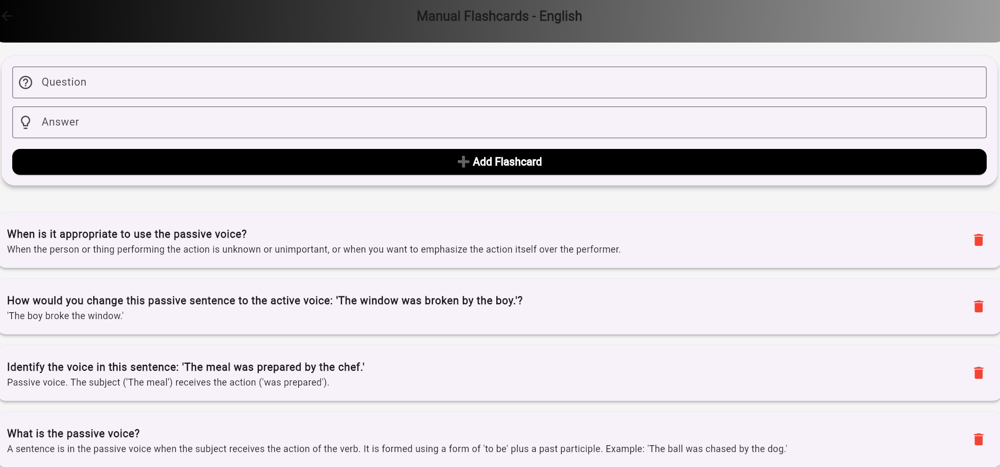 Manual Flashcards - English
Question
Answer
➕ Add Flashcard
When is it appropriate to use the passive voice?
When the person or thing performing the action is unknown or unimportant, or when you want to emphasize the action itself over the performer.
How would you change this passive sentence to the active voice: 'The window was broken by the boy.'?
'The boy broke the window.'
Identify the voice in this sentence: 'The meal was prepared by the chef.'
Passive voice. The subject ('The meal') receives the action ('was prepared').
What is the passive voice?
A sentence is in the passive voice when the subject receives the action of the verb. It is formed using a form of 'to be' plus a past participle. Example: 'The ball was chased by the dog.'